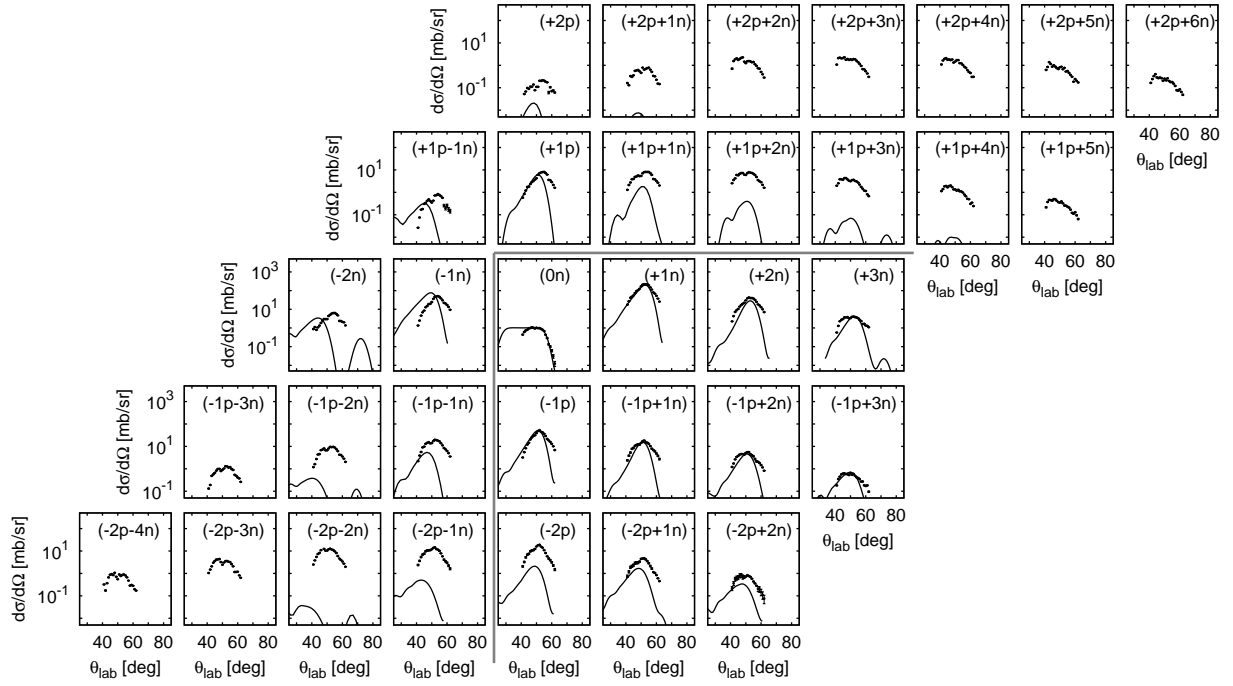 (+2p) (+2p+1n) (+2p+2n) (+2p+3n) (+2p+4n) (+2p+5n) (+2p+6n)
dσ/dΩ [mb/sr]
10¹
10⁻¹
40 60 80
θlab [deg]
(+1p-1n) (+1p) (+1p+1n) (+1p+2n) (+1p+3n) (+1p+4n) (+1p+5n)
dσ/dΩ [mb/sr]
10¹
10⁻¹
40 60 80 40 60 80
θlab [deg] θlab [deg]
(-2n) (-1n) (0n) (+1n) (+2n) (+3n)
dσ/dΩ [mb/sr]
10³
10¹
10⁻¹
(-1p-3n) (-1p-2n) (-1p-1n) (-1p) (-1p+1n) (-1p+2n) (-1p+3n)
dσ/dΩ [mb/sr]
10³
10¹
10⁻¹
40 60 80
θlab [deg]
(-2p-4n) (-2p-3n) (-2p-2n) (-2p-1n) (-2p) (-2p+1n) (-2p+2n)
dσ/dΩ [mb/sr]
10¹
10⁻¹
40 60 80 40 60 80 40 60 80 40 60 80 40 60 80 40 60 80 40 60 80
θlab [deg] θlab [deg] θlab [deg] θlab [deg] θlab [deg] θlab [deg] θlab [deg]